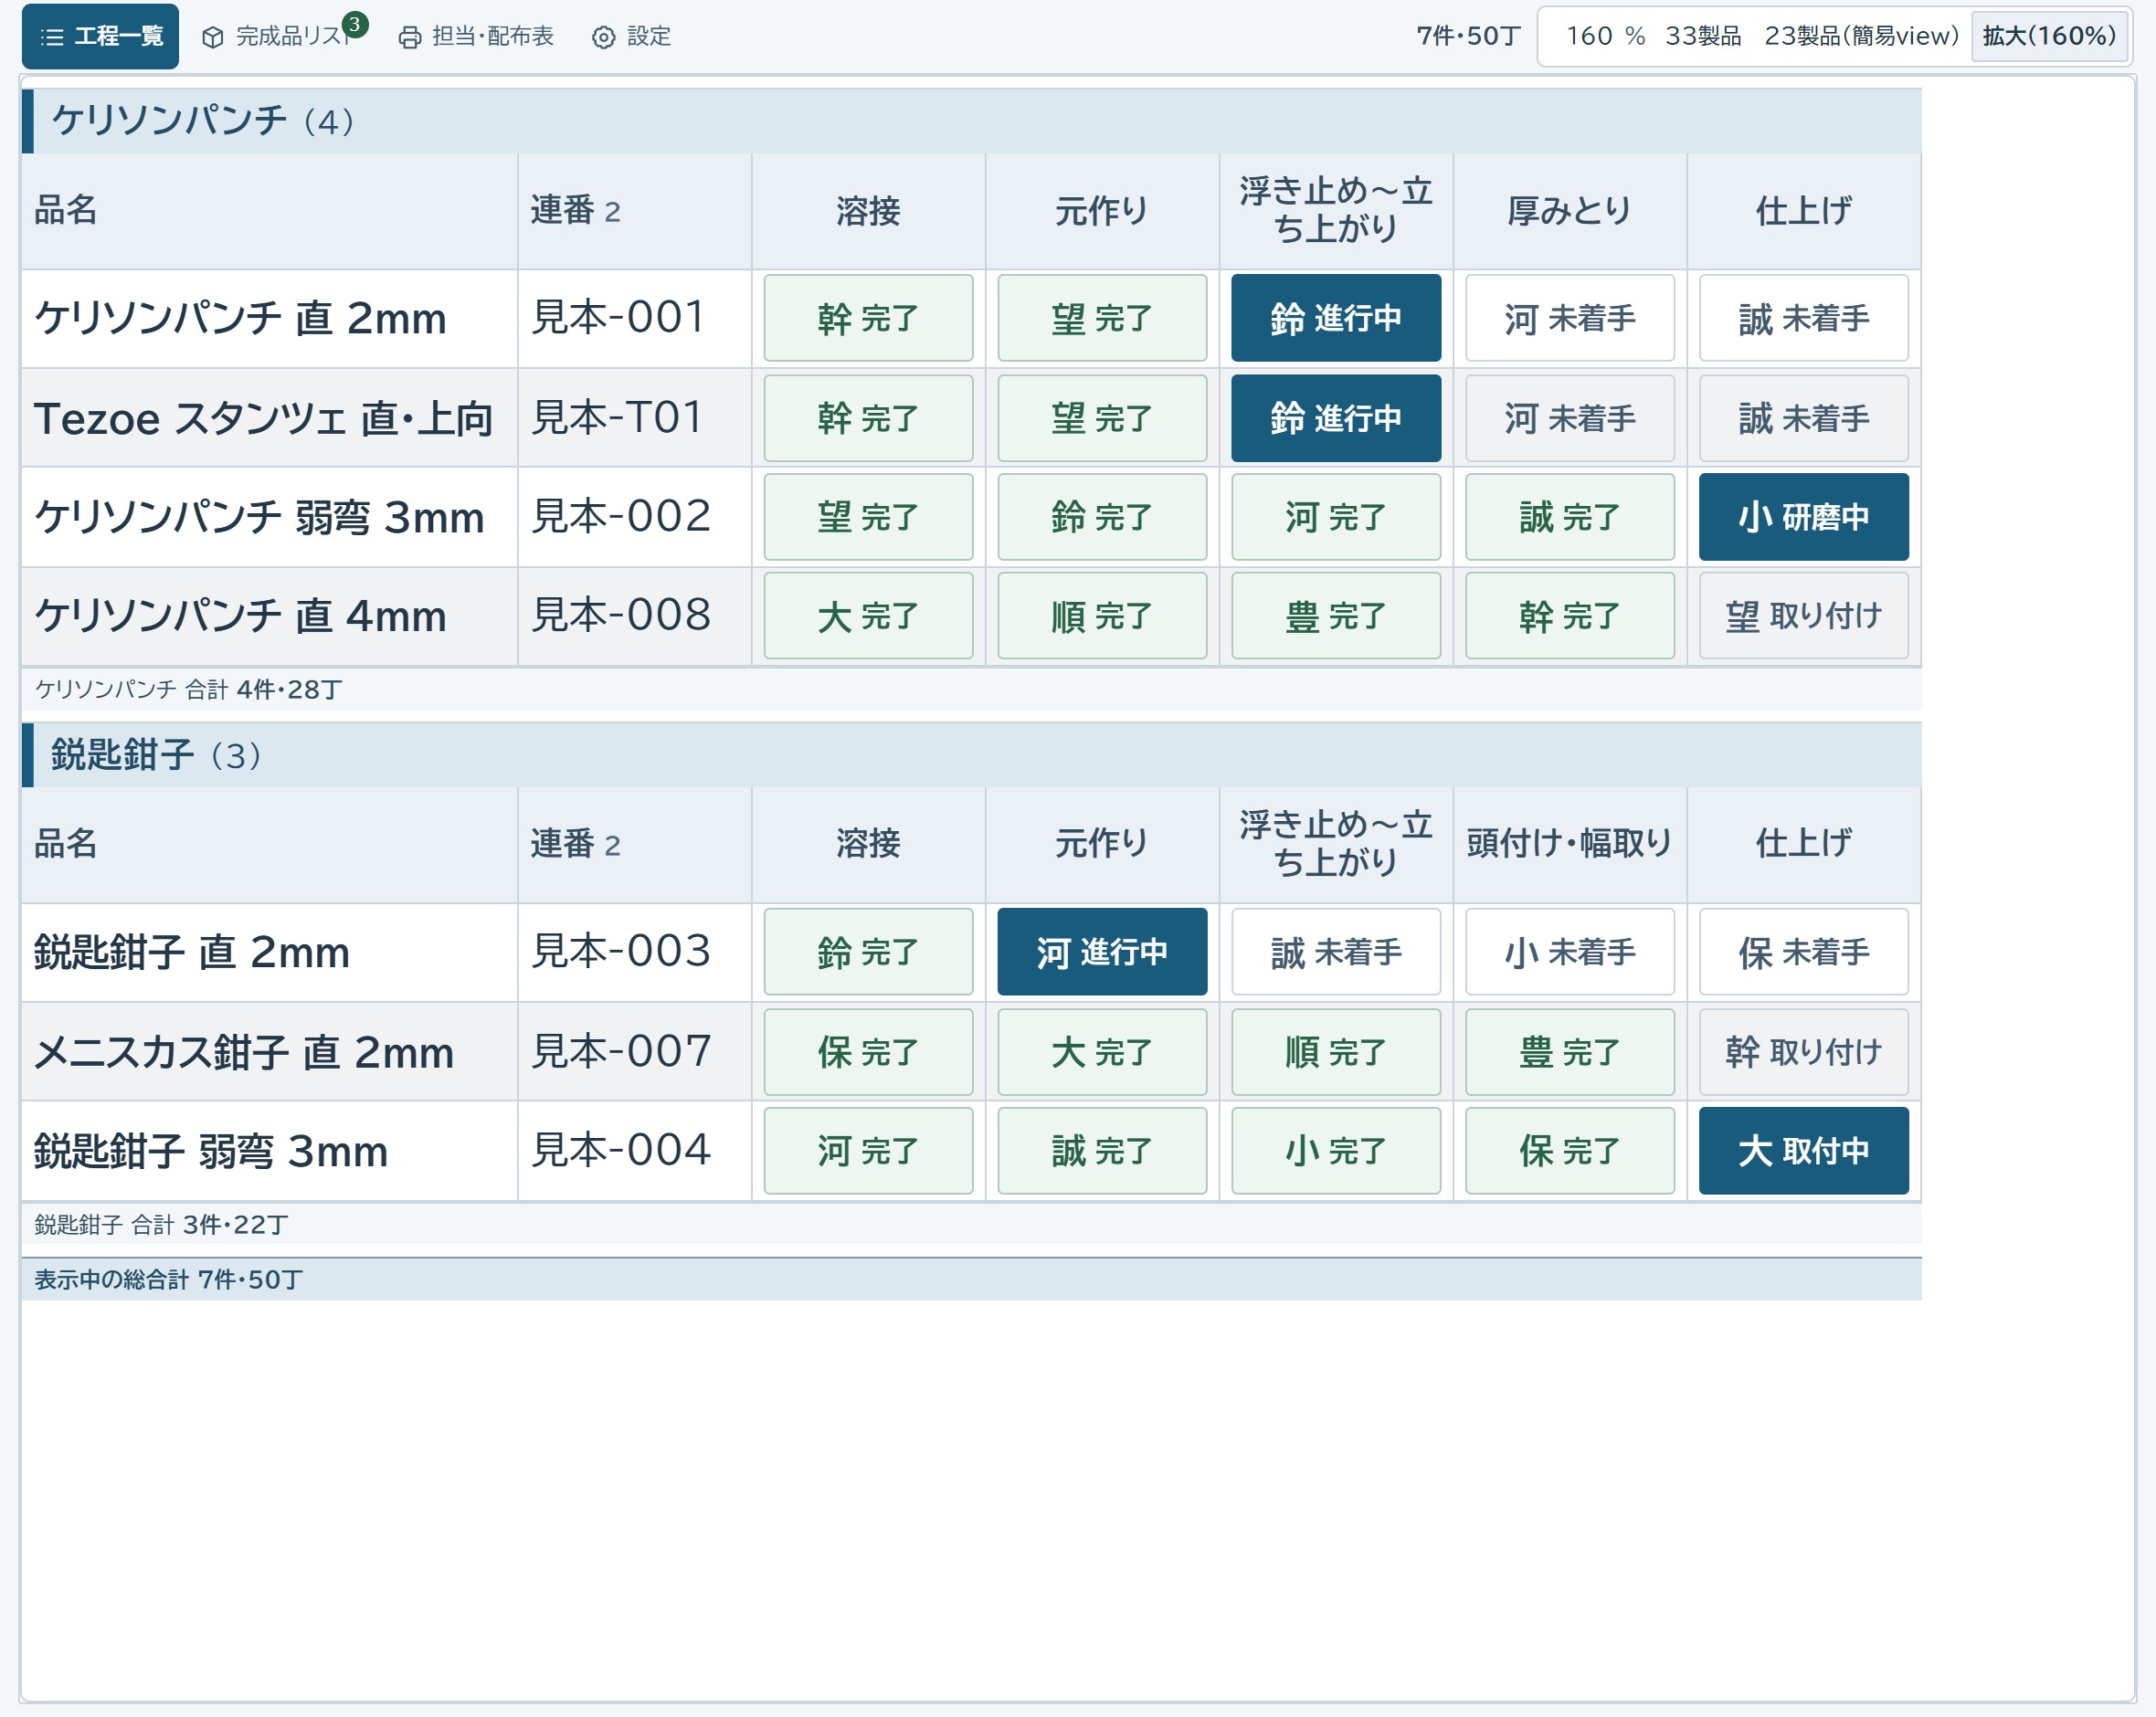 工程一覧 完成品リスト 3 担当・配布表 設定 7件・50丁 160 % 33製品 23製品(簡易view) 拡大(160%)
ケリソンパンチ (4)
品名 連番 2 溶接 元作り 浮き止め～立ち上がり 厚みとり 仕上げ
ケリソンパンチ 直 2mm 見本-001 幹 完了 望 完了 鈴 進行中 河 未着手 誠 未着手
Tezoe スタンツェ 直・上向 見本-T01 幹 完了 望 完了 鈴 進行中 河 未着手 誠 未着手
ケリソンパンチ 弱弯 3mm 見本-002 望 完了 鈴 完了 河 完了 誠 完了 小 研磨中
ケリソンパンチ 直 4mm 見本-008 大 完了 順 完了 豊 完了 幹 完了 望 取り付け
ケリソンパンチ 合計 4件・28丁
鋭匙鉗子 (3)
品名 連番 2 溶接 元作り 浮き止め～立ち上がり 頭付け・幅取り 仕上げ
鋭匙鉗子 直 2mm 見本-003 鈴 完了 河 進行中 誠 未着手 小 未着手 保 未着手
メニスカス鉗子 直 2mm 見本-007 保 完了 大 完了 順 完了 豊 完了 幹 取り付け
鋭匙鉗子 弱弯 3mm 見本-004 河 完了 誠 完了 小 完了 保 完了 大 取付中
鋭匙鉗子 合計 3件・22丁
表示中の総合計 7件・50丁